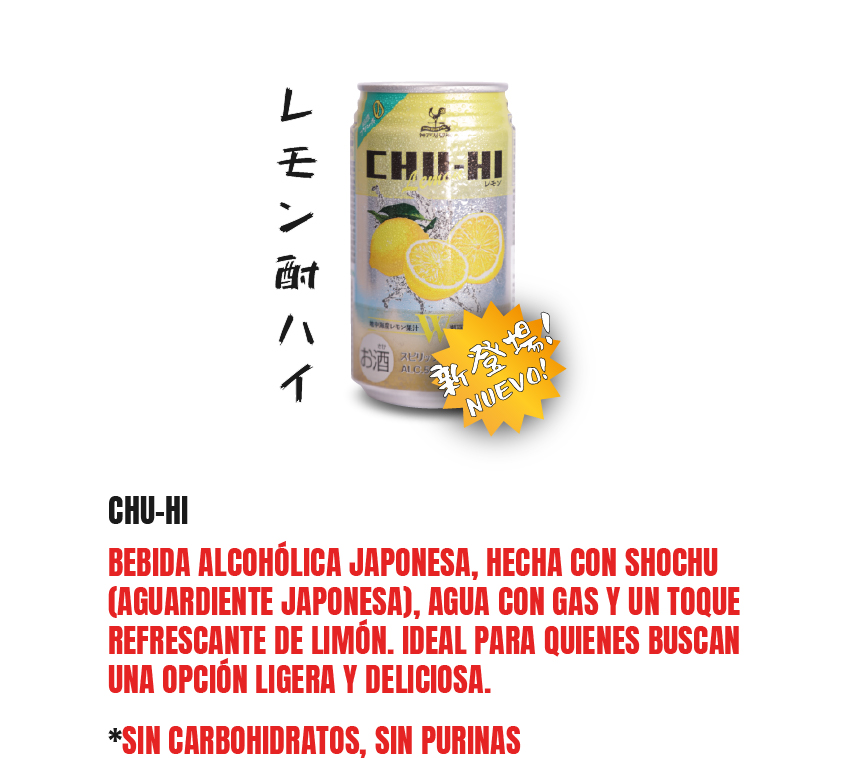 レモン酎ハイ
CHU-HI
レモン
お酒
新登場!
NUEVO!
CHU-HI
BEBIDA ALCOHÓLICA JAPONESA, HECHA CON SHOCHU
(AGUARDIENTE JAPONESA), AGUA CON GAS Y UN TOQUE
REFRESCANTE DE LIMÓN. IDEAL PARA QUIENES BUSCAN
UNA OPCIÓN LIGERA Y DELICIOSA.
*SIN CARBOHIDRATOS, SIN PURINAS